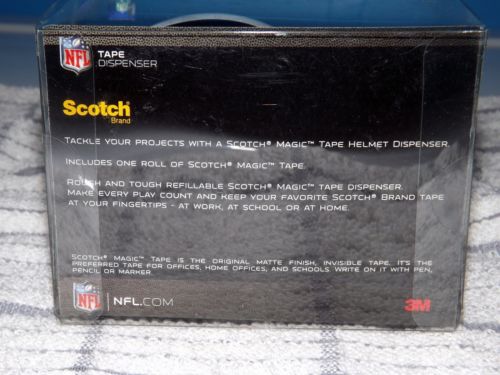 NFL TAPE
DISPENSER
Scotch
Brand
Tackle your projects with a Scotch® Magic™ Tape Helmet Dispenser.
Includes one roll of Scotch® Magic™ Tape.
Rough and tough refillable Scotch® Magic™ tape dispenser.
Make every play count and keep your favorite Scotch® Brand tape
at your fingertips - at work, at school or at home.
Scotch® Magic™ Tape is the original matte finish, invisible tape. It's the
preferred tape for offices, home offices, and schools. Write on it with pen,
pencil or marker.
NFL NFL.COM
3M